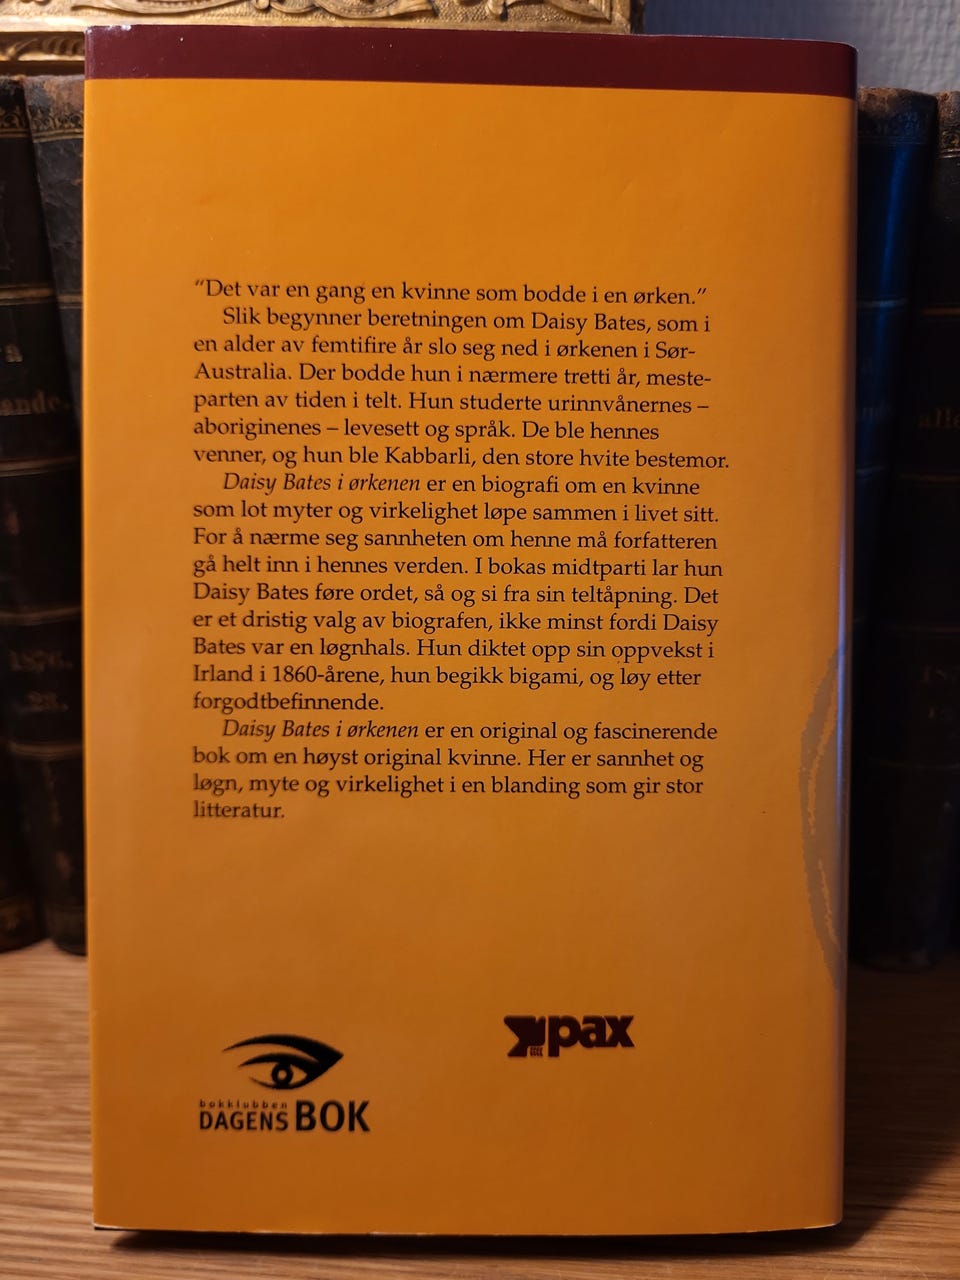 "Det var en gang en kvinne som bodde i en ørken."
Slik begynner beretningen om Daisy Bates, som i
en alder av femtifire år slo seg ned i ørkenen i Sør-
Australia. Der bodde hun i nærmere tretti år, meste-
parten av tiden i telt. Hun studerte urinnvånernes –
aboriginenes – levesett og språk. De ble hennes
venner, og hun ble Kabbarli, den store hvite bestemor.
Daisy Bates i ørkenen er en biografi om en kvinne
som lot myter og virkelighet løpe sammen i livet sitt.
For å nærme seg sannheten om henne må forfatteren
gå helt inn i hennes verden. I bokas midtparti lar hun
Daisy Bates føre ordet, så og si fra sin teltåpning. Det
er et dristig valg av biografen, ikke minst fordi Daisy
Bates var en løgnhals. Hun diktet opp sin oppvekst i
Irland i 1860-årene, hun begikk bigami, og løy etter
forgodtbefinnende.
Daisy Bates i ørkenen er en original og fascinerende
bok om en høyst original kvinne. Her er sannhet og
løgn, myte og virkelighet i en blanding som gir stor
litteratur.
pax
bokklubben
DAGENS BOK